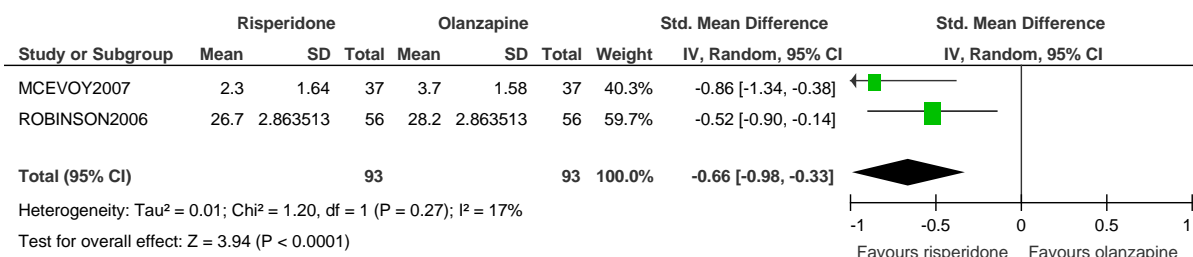 Risperidone Olanzapine Std. Mean Difference Std. Mean Difference
Study or Subgroup Mean SD Total Mean SD Total Weight IV, Random, 95% CI IV, Random, 95% CI
MCEVOY2007 2.3 1.64 37 3.7 1.58 37 40.3% -0.86 [-1.34, -0.38]
ROBINSON2006 26.7 2.863513 56 28.2 2.863513 56 59.7% -0.52 [-0.90, -0.14]
Total (95% CI) 93 93 100.0% -0.66 [-0.98, -0.33]
Heterogeneity: Tau² = 0.01; Chi² = 1.20, df = 1 (P = 0.27); I² = 17%
Test for overall effect: Z = 3.94 (P < 0.0001)
-1 -0.5 0 0.5 1
Favours risperidone Favours olanzapine